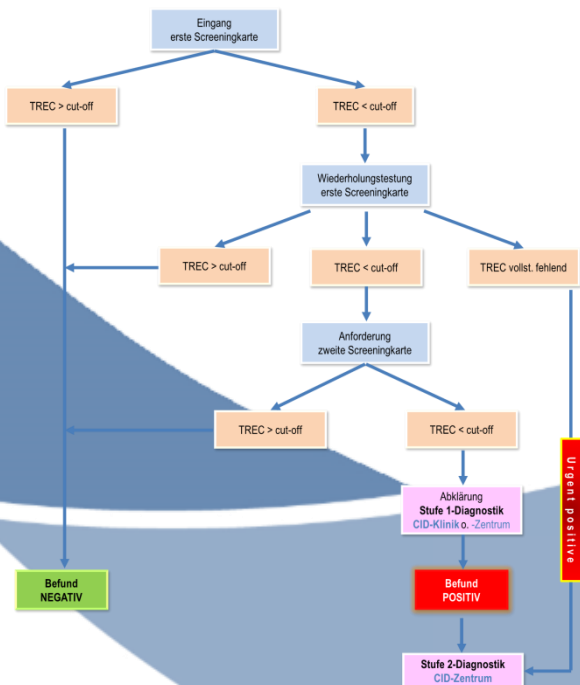 Eingang
erste Screeningkarte
TREC > cut-off
TREC < cut-off
Wiederholungstestung
erste Screeningkarte
TREC > cut-off
TREC < cut-off
TREC vollst. fehlend
Anforderung
zweite Screeningkarte
TREC > cut-off
TREC < cut-off
Urgent positive
Abklärung
Stufe 1-Diagnostik
CID-Klinik o. -Zentrum
Befund
NEGATIV
Befund
POSITIV
Stufe 2-Diagnostik
CID-Zentrum